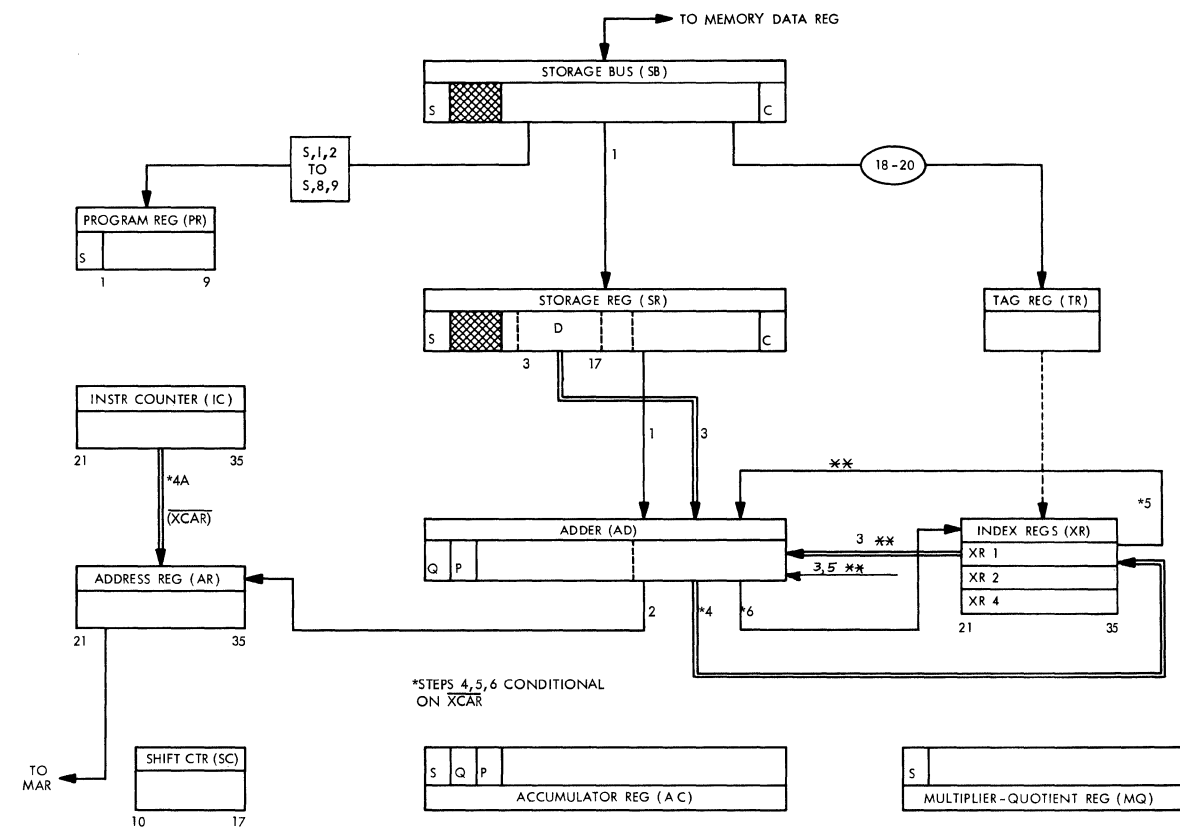 TO MEMORY DATA REG
STORAGE BUS (SB)
S
C
S,1,2
TO
S,8,9
1
18-20
PROGRAM REG (PR)
S
1 9
STORAGE REG (SR)
S
D
C
3 17
TAG REG (TR)
INSTR COUNTER (IC)
21 35
*4A
(XCAR)
1
3
**
*5
ADDER (AD)
Q P
3 **
3,5 **
INDEX REGS (XR)
XR 1
XR 2
XR 4
21 35
ADDRESS REG (AR)
21 35
2
*4
*6
*STEPS 4,5,6 CONDITIONAL
ON XCAR
TO
MAR
SHIFT CTR (SC)
10 17
S Q P
ACCUMULATOR REG (AC)
S
MULTIPLIER-QUOTIENT REG (MQ)